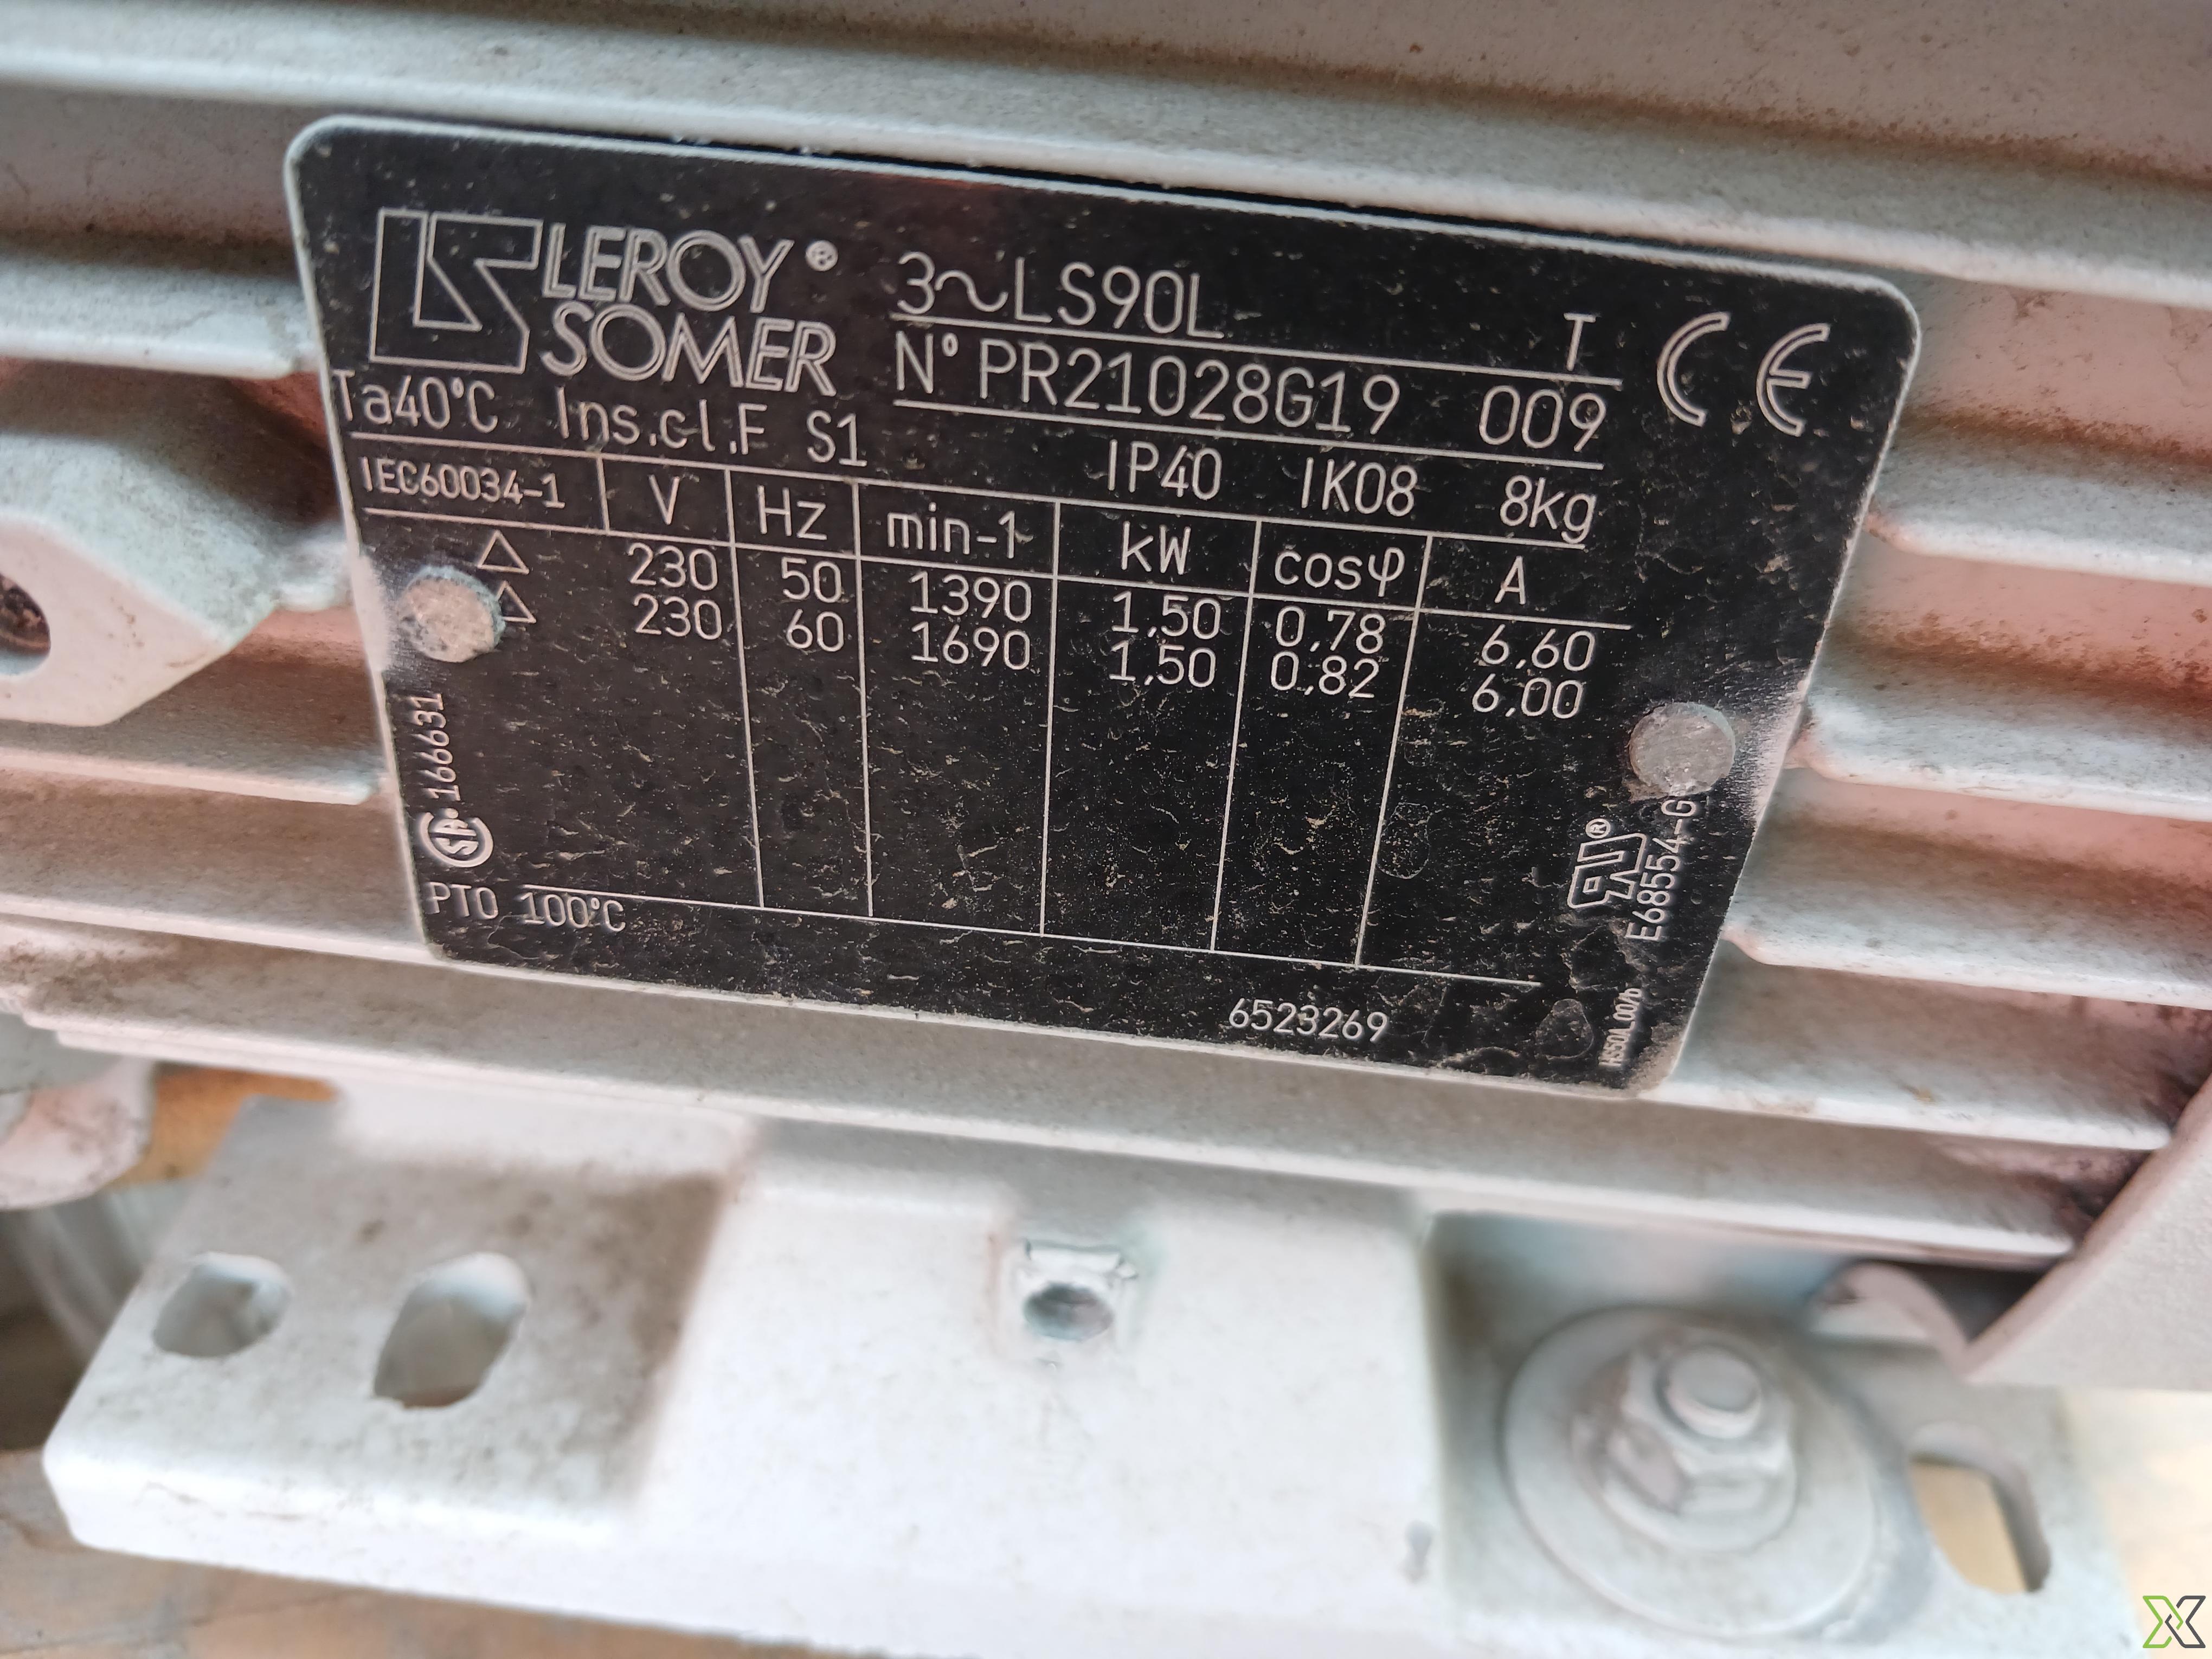 LEROY® 3~LS90L T CE
SOMER N° PR21028G19 009
Ta40°C Ins.cl.F S1 IP40 IK08 8kg
IEC60034-1 V Hz min-1 kW cosφ A
△ 230 50 1390 1,50 0,78 6,60
△ 230 60 1690 1,50 0,82 6,00
SA 166631
PTO 100°C
E68554-G
6523269